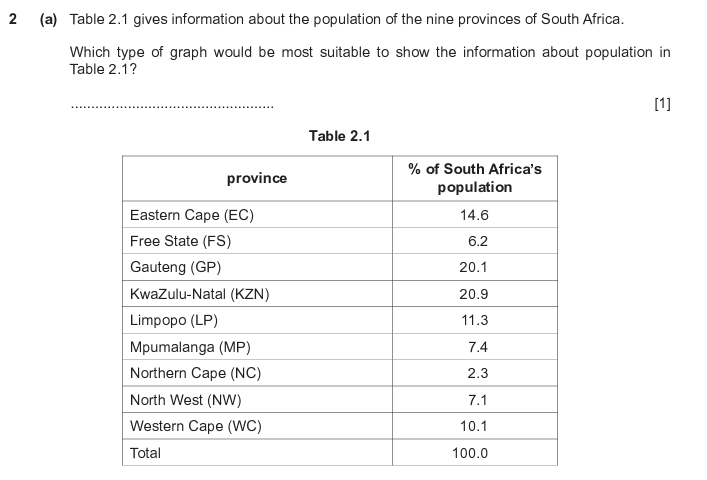 2 (a) Table 2.1 gives information about the population of the nine provinces of South Africa.
Which type of graph would be most suitable to show the information about population in
Table 2.1?
.................................................. [1]
Table 2.1
province % of South Africa's
population
Eastern Cape (EC) 14.6
Free State (FS) 6.2
Gauteng (GP) 20.1
KwaZulu-Natal (KZN) 20.9
Limpopo (LP) 11.3
Mpumalanga (MP) 7.4
Northern Cape (NC) 2.3
North West (NW) 7.1
Western Cape (WC) 10.1
Total 100.0